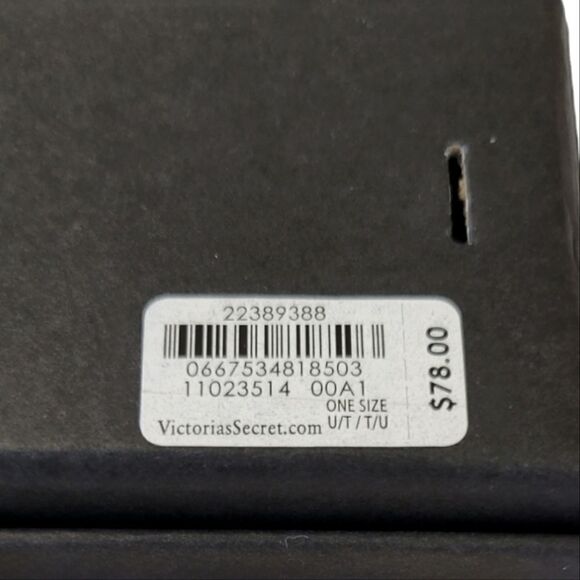 22389388
0667534818503
11023514 00A1
ONE SIZE
VictoriasSecret.com U/T / T/U
$78.00